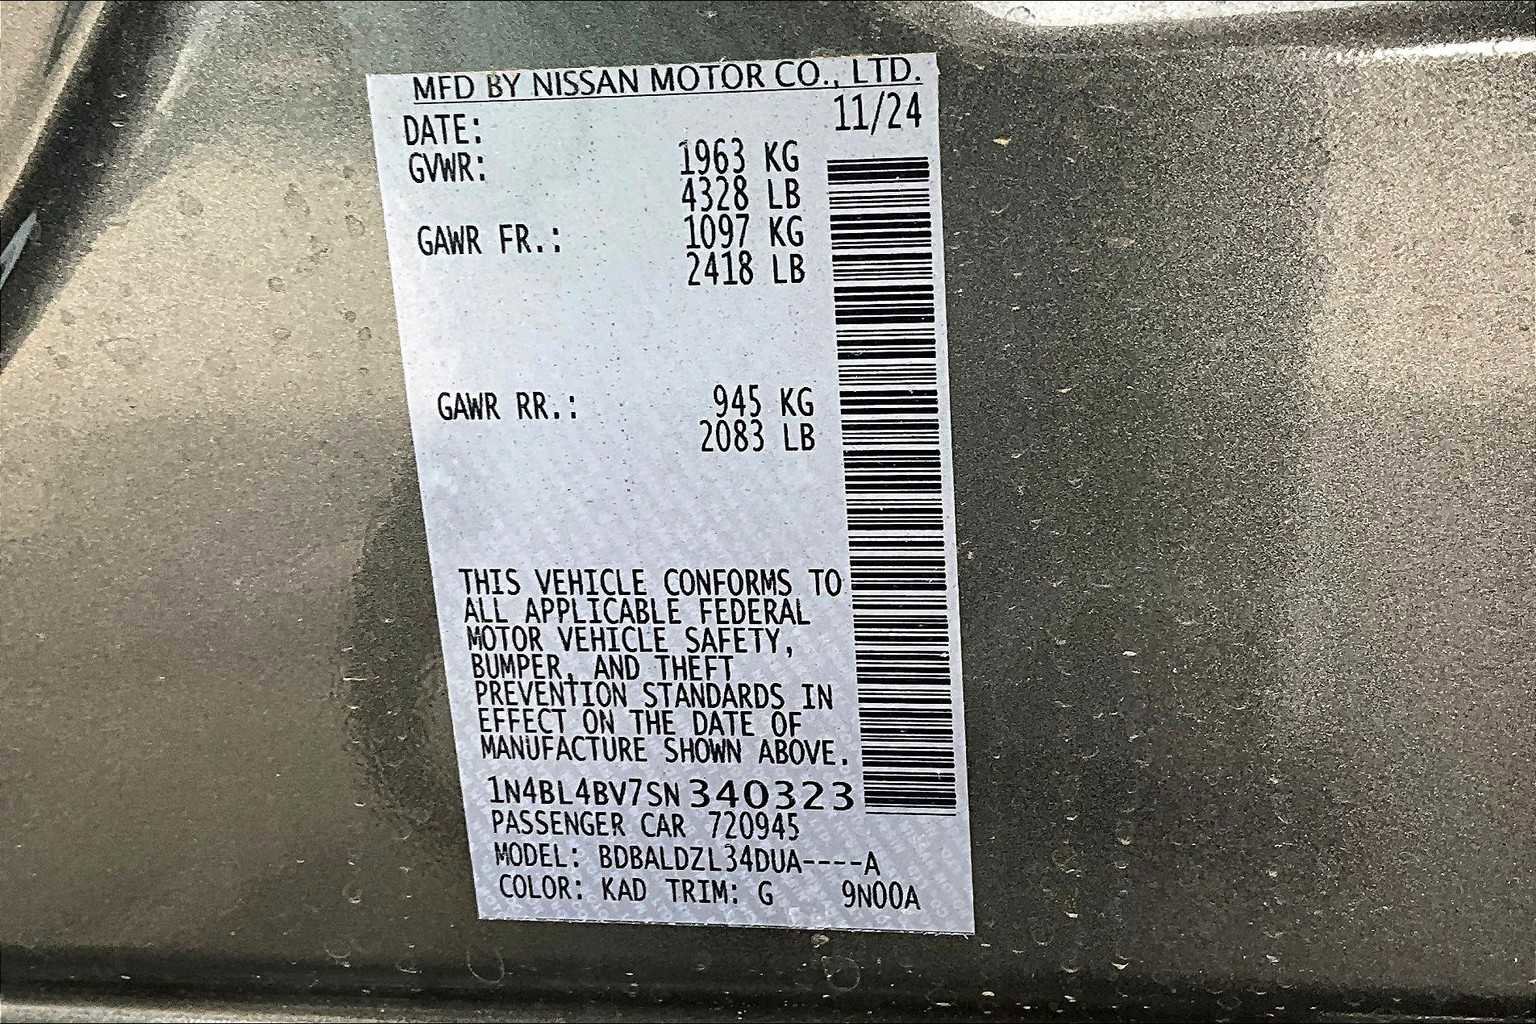 MFD BY NISSAN MOTOR CO., LTD.
DATE: 11/24
GVWR: 1963 KG
4328 LB
GAWR FR.: 1097 KG
2418 LB
GAWR RR.: 945 KG
2083 LB
THIS VEHICLE CONFORMS TO
ALL APPLICABLE FEDERAL
MOTOR VEHICLE SAFETY,
BUMPER, AND THEFT
PREVENTION STANDARDS IN
EFFECT ON THE DATE OF
MANUFACTURE SHOWN ABOVE.
1N4BL4BV7SN340323
PASSENGER CAR 720945
MODEL: BDBALDZL34DUA----A
COLOR: KAD TRIM: G 9N00A